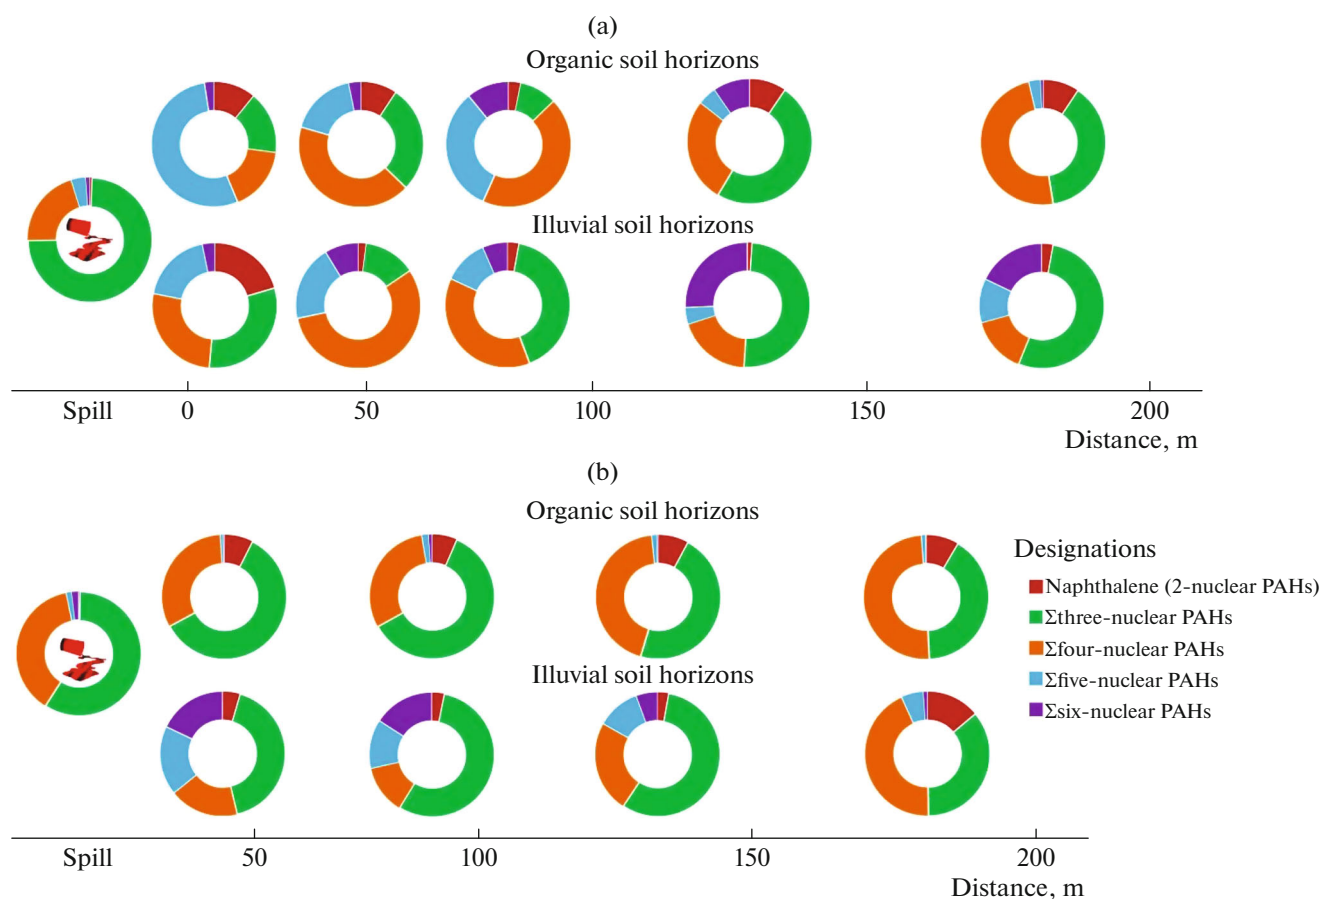 (a)
Organic soil horizons
Illuvial soil horizons
Spill 0 50 100 150 200
Distance, m
(b)
Organic soil horizons
Designations
Naphthalene (2-nuclear PAHs)
Σthree-nuclear PAHs
Σfour-nuclear PAHs
Illuvial soil horizons
Σfive-nuclear PAHs
Σsix-nuclear PAHs
Spill 50 100 150 200
Distance, m